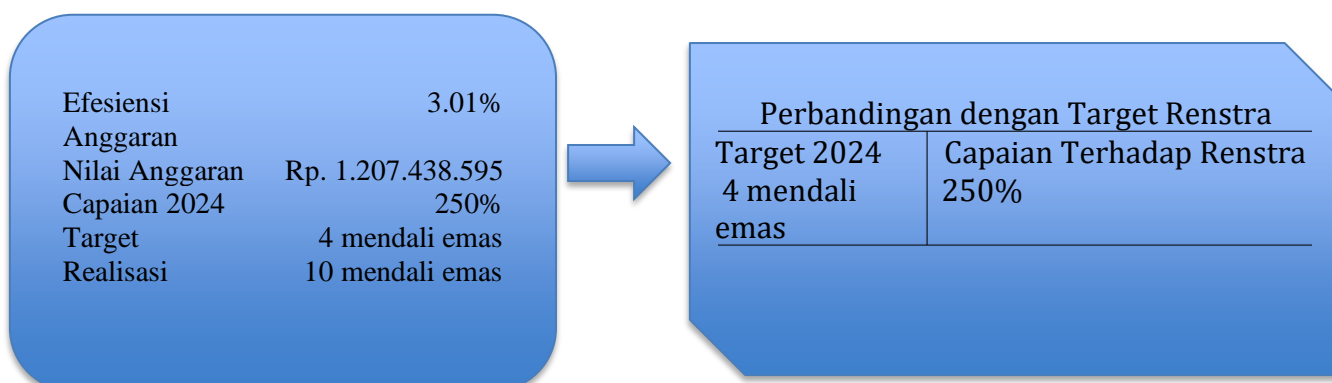 Efesiensi 3.01%
Anggaran
Nilai Anggaran Rp. 1.207.438.595
Capaian 2024 250%
Target 4 mendali emas
Realisasi 10 mendali emas
Perbandingan dengan Target Renstra
Target 2024 Capaian Terhadap Renstra
4 mendali 250%
emas